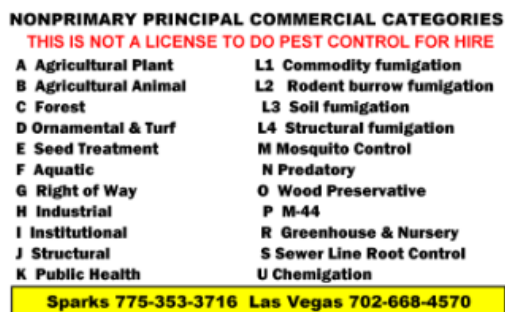 NONPRIMARY PRINCIPAL COMMERCIAL CATEGORIES
THIS IS NOT A LICENSE TO DO PEST CONTROL FOR HIRE
A Agricultural Plant
B Agricultural Animal
C Forest
D Ornamental & Turf
E Seed Treatment
F Aquatic
G Right of Way
H Industrial
I Institutional
J Structural
K Public Health
L1 Commodity fumigation
L2 Rodent burrow fumigation
L3 Soil fumigation
L4 Structural fumigation
M Mosquito Control
N Predatory
O Wood Preservative
P M-44
R Greenhouse & Nursery
S Sewer Line Root Control
U Chemigation
Sparks 775-353-3716 Las Vegas 702-668-4570